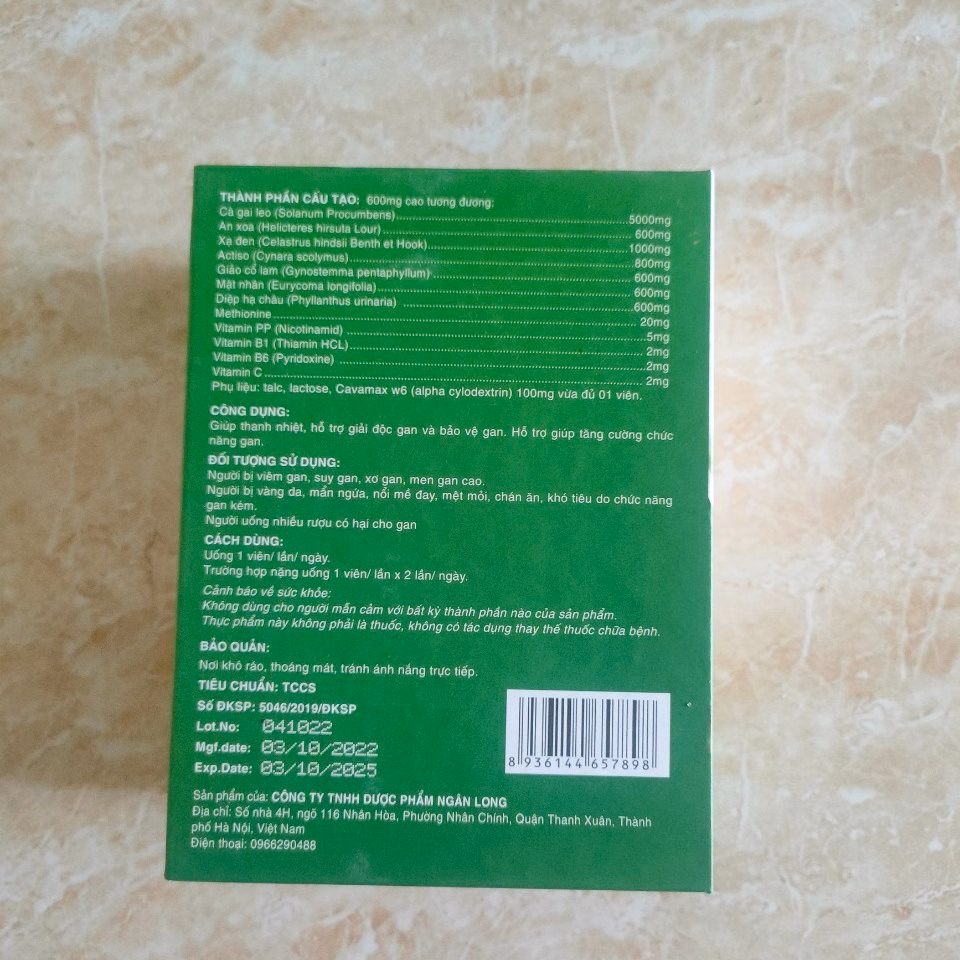 THÀNH PHẦN CẤU TẠO: 600mg cao tương đương:
Cà gai leo (Solanum Procumbens) 5000mg
An xoa (Helicteres hirsuta Lour) 600mg
Xạ đen (Celastrus hindsii Benth et Hook) 1000mg
Actiso (Cynara scolymus) 800mg
Giảo cổ lam (Gynostemma pentaphyllum) 600mg
Mật nhân (Eurycoma longifolia) 600mg
Diệp hạ châu (Phyllanthus urinaria) 600mg
Methionine 20mg
Vitamin PP (Nicotinamid) 5mg
Vitamin B1 (Thiamin HCL) 2mg
Vitamin B6 (Pyridoxine) 2mg
Vitamin C 2mg
Phụ liệu: talc, lactose, Cavamax w6 (alpha cylodextrin) 100mg vừa đủ 01 viên.
CÔNG DỤNG:
Giúp thanh nhiệt, hỗ trợ giải độc gan và bảo vệ gan. Hỗ trợ giúp tăng cường chức
năng gan.
ĐỐI TƯỢNG SỬ DỤNG:
Người bị viêm gan, suy gan, xơ gan, men gan cao.
Người bị vàng da, mẩn ngứa, nổi mề đay, mệt mỏi, chán ăn, khó tiêu do chức năng
gan kém.
Người uống nhiều rượu có hại cho gan
CÁCH DÙNG:
Uống 1 viên/ lần/ ngày.
Trường hợp nặng uống 1 viên/ lần x 2 lần/ ngày.
Cảnh báo về sức khỏe:
Không dùng cho người mẫn cảm với bất kỳ thành phần nào của sản phẩm.
Thực phẩm này không phải là thuốc, không có tác dụng thay thế thuốc chữa bệnh.
BẢO QUẢN:
Nơi khô ráo, thoáng mát, tránh ánh nắng trực tiếp.
TIÊU CHUẨN: TCCS
Số ĐKSP: 5046/2019/ĐKSP
Lot.No: 041022
Mgf.date: 03/10/2022
Exp.Date: 03/10/2025
8 936144 657898
Sản phẩm của: CÔNG TY TNHH DƯỢC PHẨM NGÂN LONG
Địa chỉ: Số nhà 4H, ngõ 116 Nhân Hòa, Phường Nhân Chính, Quận Thanh Xuân, Thành
phố Hà Nội, Việt Nam
Điện thoại: 0966290488